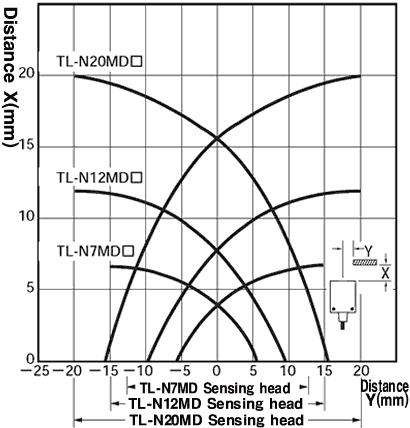 Distance X(mm)
TL-N20MD□
20
15
TL-N12MD□
10
TL-N7MD□
Y
X
5
0
−25 −20 −15 −10 −5 0 5 10 15 20
Distance
Y(mm)
TL-N7MD Sensing head
TL-N12MD Sensing head
TL-N20MD Sensing head